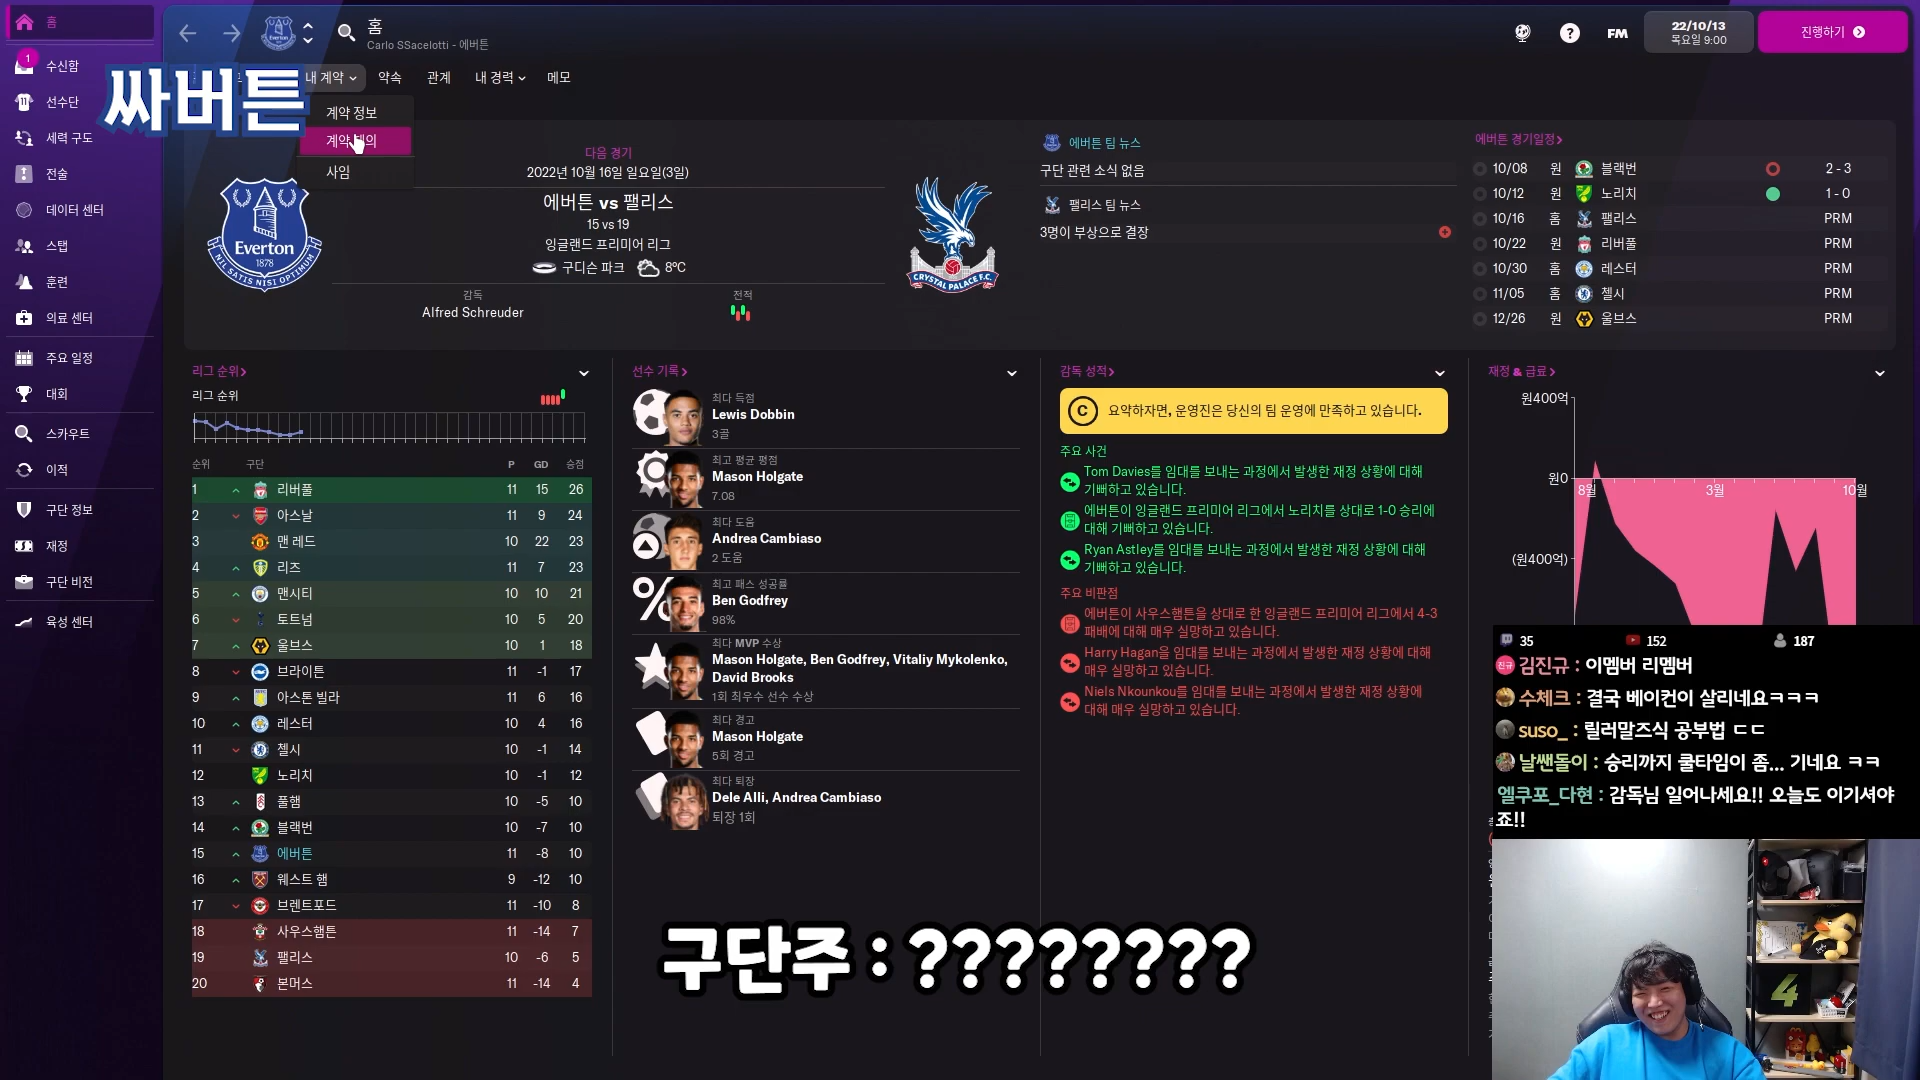 홈
1
수신함
선수단
세력 구도
전술
데이터 센터
스탭
훈련
의료 센터
주요 일정
대회
스카우트
이적
구단 정보
재정
구단 비전
육성 센터
홈
Carlo SSacelotti - 에버튼
FM
22/10/13
목요일 9:00
진행하기
싸버튼
내 계약
약속
관계
내 경력
메모
계약 정보
사임
다음 경기
2022년 10월 16일 일요일(3일)
에버튼 vs 팰리스
15 vs 19
잉글랜드 프리미어 리그
구디슨 파크
8°C
감독
Alfred Schreuder
전적
Everton
1878
NIL SATIS NISI OPTIMUM
CRYSTAL PALACE F.C.
에버튼 팀 뉴스
구단 관련 소식 없음
팰리스 팀 뉴스
3명이 부상으로 결장
에버튼 경기일정
10/08 원 블랙번 2 - 3
10/12 원 노리치 1 - 0
10/16 홈 팰리스 PRM
10/22 원 리버풀 PRM
10/30 홈 레스터 PRM
11/05 홈 첼시 PRM
12/26 원 울브스 PRM
리그 순위
리그 순위
순위 구단 P GD 승점
1 리버풀 11 15 26
2 아스날 11 9 24
3 맨 레드 10 22 23
4 리즈 11 7 23
5 맨시티 10 10 21
6 토트넘 10 5 20
7 울브스 10 1 18
8 브라이튼 11 -1 17
9 아스톤 빌라 11 6 16
10 레스터 10 4 16
11 첼시 10 -1 14
12 노리치 10 -1 12
13 풀햄 10 -5 10
14 블랙번 10 -7 10
15 에버튼 11 -8 10
16 웨스트 햄 9 -12 10
17 브렌트포드 11 -10 8
18 사우스햄튼 11 -14 7
19 팰리스 10 -6 5
20 본머스 11 -14 4
선수 기록
최다 득점
Lewis Dobbin
3골
최고 평균 평점
Mason Holgate
7.08
최다 도움
Andrea Cambiaso
2 도움
최고 패스 성공률
Ben Godfrey
98%
최다 MVP 수상
Mason Holgate, Ben Godfrey, Vitaliy Mykolenko,
David Brooks
1회 최우수 선수 수상
최다 경고
Mason Holgate
5회 경고
최다 퇴장
Dele Alli, Andrea Cambiaso
퇴장 1회
감독 성적
C 요약하자면, 운영진은 당신의 팀 운영에 만족하고 있습니다.
주요 사건
Tom Davies를 임대를 보내는 과정에서 발생한 재정 상황에 대해
기뻐하고 있습니다.
에버튼이 잉글랜드 프리미어 리그에서 노리치를 상대로 1-0 승리에
대해 기뻐하고 있습니다.
Ryan Astley를 임대를 보내는 과정에서 발생한 재정 상황에 대해
기뻐하고 있습니다.
주요 비판점
에버튼이 사우스햄튼을 상대로 한 잉글랜드 프리미어 리그에서 4-3
패배에 대해 매우 실망하고 있습니다.
Harry Hagan을 임대를 보내는 과정에서 발생한 재정 상황에 대해
매우 실망하고 있습니다.
Niels Nkounkou를 임대를 보내는 과정에서 발생한 재정 상황에
대해 매우 실망하고 있습니다.
재정 & 급료
원400억
원0
(원400억)
8월
3월
10월
35
152
187
김진규 : 이멤버 리멤버
수체크 : 결국 베이컨이 살리네요ㅋㅋㅋ
suso_ : 릴러말즈식 공부법 ㄷㄷ
날쌘돌이 : 승리까지 쿨타임이 좀... 기네요 ㅋㅋ
엘쿠포_다현 : 감독님 일어나세요!! 오늘도 이기셔야
죠!!
구단주 : ????????
4